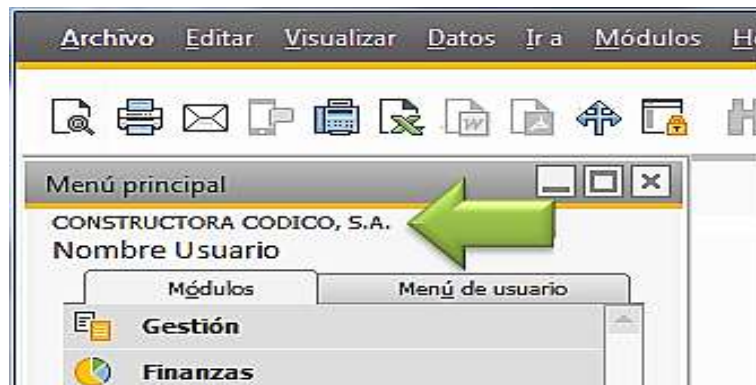 Archivo Editar Visualizar Datos Ir a Módulos
Menú principal
CONSTRUCTORA CODICO, S.A.
Nombre Usuario
Módulos Menú de usuario
Gestión
Finanzas